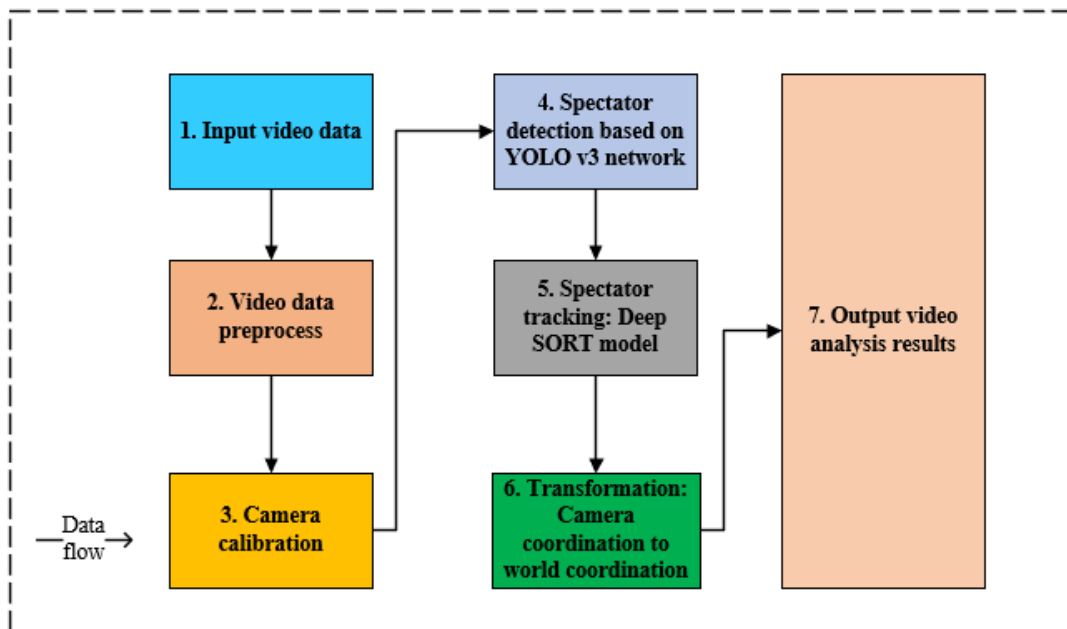 1. Input video data
2. Video data
preprocess
3. Camera
calibration
4. Spectator
detection based on
YOLO v3 network
5. Spectator
tracking: Deep
SORT model
6. Transformation:
Camera
coordination to
world coordination
7. Output video
analysis results
Data
flow